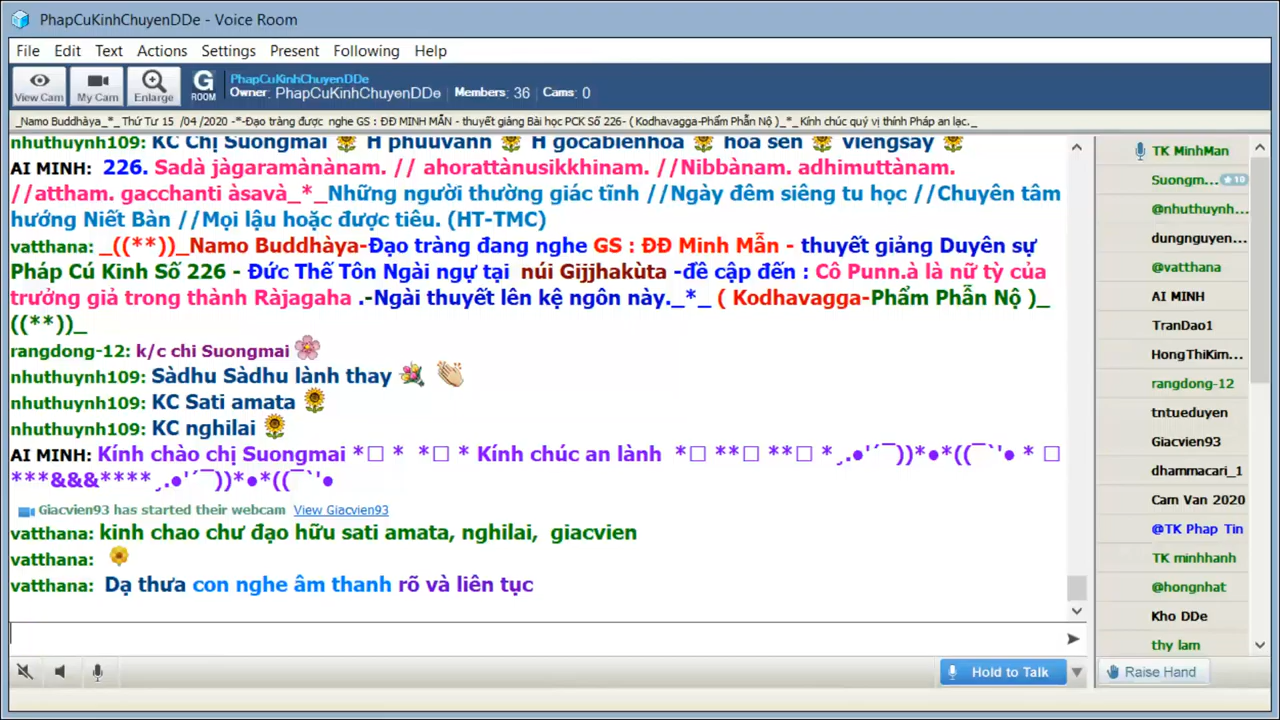 PhapCuKinhChuyenDDe - Voice Room
File Edit Text Actions Settings Present Following Help
View Cam My Cam Enlarge G ROOM
PhapCuKinhChuyenDDe
Owner: PhapCuKinhChuyenDDe Members: 36 Cams: 0
_Namo Buddhàya_*_ Thứ Tư 15 /04 /2020 -*-Đạo tràng được nghe GS : ĐĐ MINH MẪN - thuyết giảng Bài học PCK Số 226- ( Kodhavagga-Phẩm Phẫn Nộ )_*_ Kính chúc quý vị thính Pháp an lạc._
nhuthuynh109: KC Chị Suongmai 🌻 H phuuvanh 🌻 H gocabienhoa 🌻 hoa sen 🌻 viengsay 🌻
AI MINH: 226. Sadà jàgaramànànam. // ahorattànusikkhinam. //Nibbànam. adhimuttànam.
//attham. gacchanti àsavà_*_Những người thường giác tĩnh //Ngày đêm siêng tu học //Chuyên tâm
hướng Niết Bàn //Mọi lậu hoặc được tiêu. (HT-TMC)
vatthana: _((**))_Namo Buddhàya-Đạo tràng đang nghe GS : ĐĐ Minh Mẫn - thuyết giảng Duyên sự
Pháp Cú Kinh Số 226 - Đức Thế Tôn Ngài ngự tại núi Gijjhakùta -đề cập đến : Cô Punn.à là nữ tỳ của
trưởng giả trong thành Ràjagaha .-Ngài thuyết lên kệ ngôn này._*_ ( Kodhavagga-Phẩm Phẫn Nộ )_
((**))_
rangdong-12: k/c chi Suongmai 🌸
nhuthuynh109: Sàdhu Sàdhu lành thay 💐 👏
nhuthuynh109: KC Sati amata 🌻
nhuthuynh109: KC nghilai 🌻
AI MINH: Kính chào chị Suongmai *□ * *□ * Kính chúc an lành *□ **□ **□ *¸.●'´¯))*●*((¯`'● * □
***&&&****¸.●'´¯))*●*((¯`'●
Giacvien93 has started their webcam View Giacvien93
vatthana: kinh chao chư đạo hữu sati amata, nghilai, giacvien
vatthana: 🌼
vatthana: Dạ thưa con nghe âm thanh rõ và liên tục
Hold to Talk
TK MinhMan
Suongm... 10
@nhuthuynh...
dungnguyen...
@vatthana
AI MINH
TranDao1
HongThiKim...
rangdong-12
tntueduyen
Giacvien93
dhammacari_1
Cam Van 2020
@TK Phap Tin
TK minhhanh
@hongnhat
Kho DDe
thy lam
Raise Hand